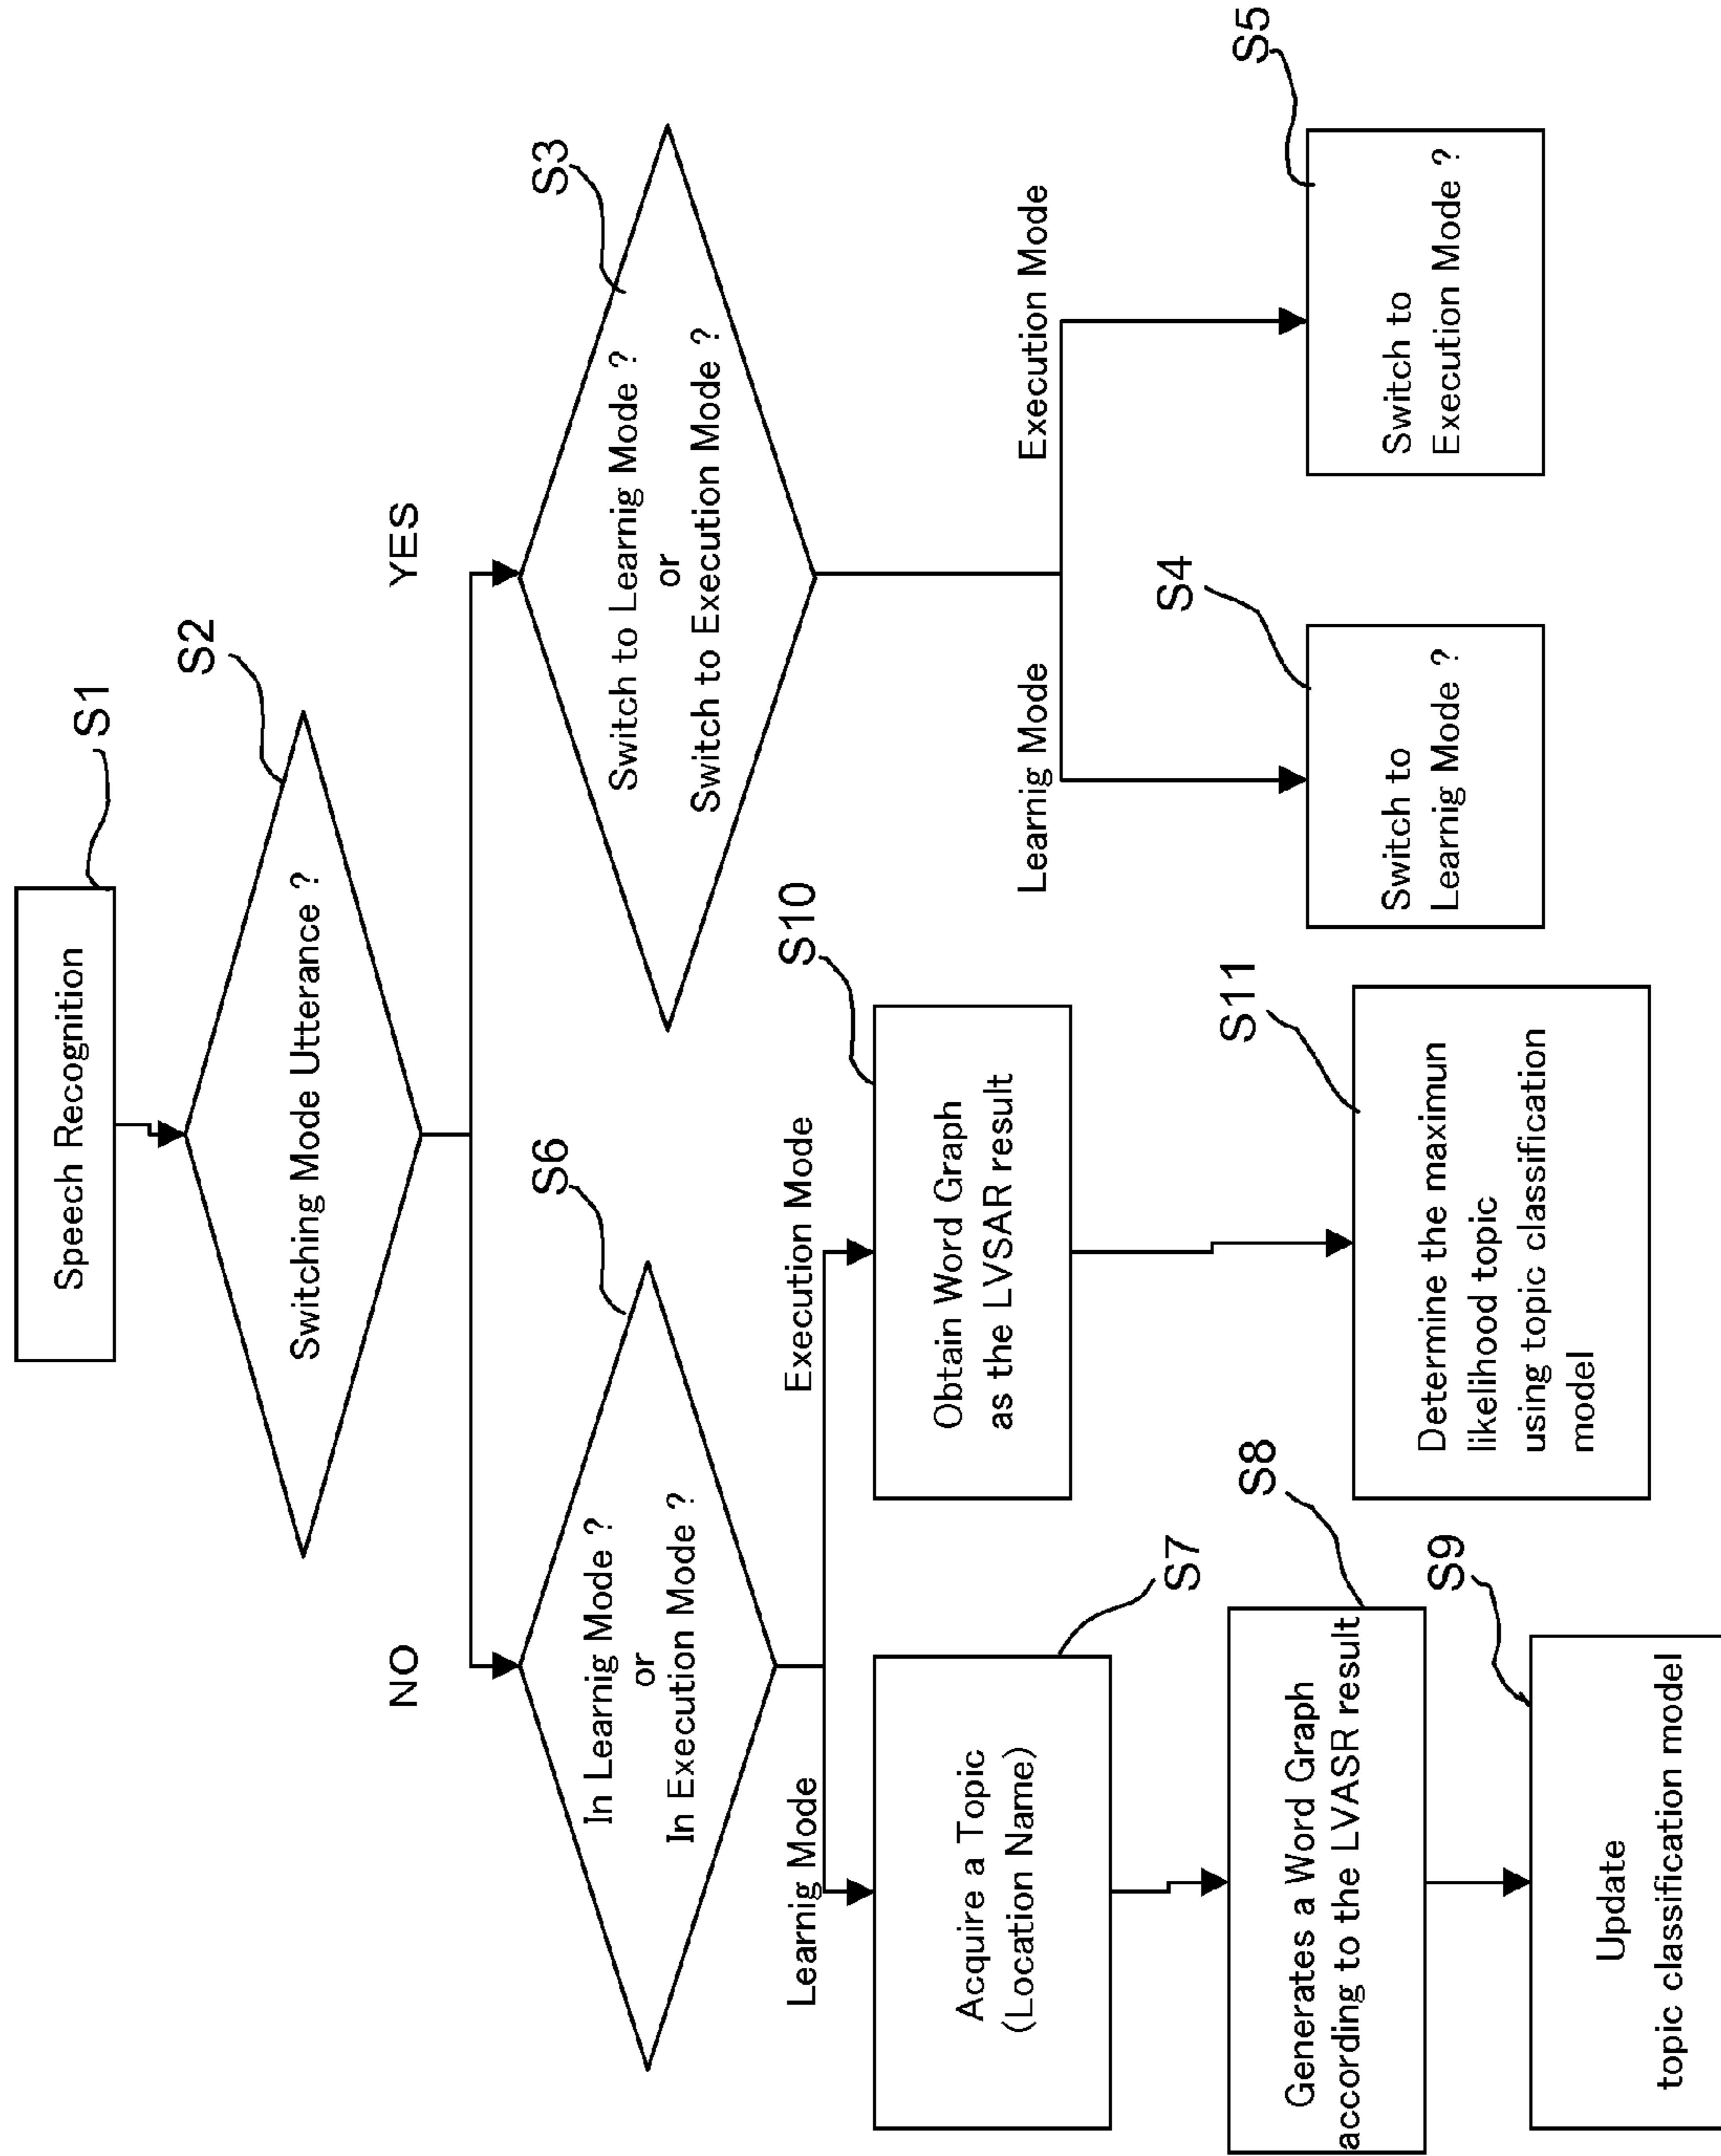 Speech Recognition
S1
Switching Mode Utterance ?
S2
NO
YES
In Learnig Mode ?
or
In Execution Mode ?
S6
Switch to Learnig Mode ?
or
Switch to Execution Mode ?
S3
Learnig Mode
Execution Mode
Learnig Mode
Execution Mode
Acquire a Topic
(Location Name)
S7
Obtain Word Graph
as the LVSAR result
S10
Switch to
Learnig Mode ?
S4
Switch to
Execution Mode ?
S5
Generates a Word Graph
according to the LVASR result
S8
Determine the maximun
likelihood topic
using topic classification
model
S11
Update
topic classification model
S9